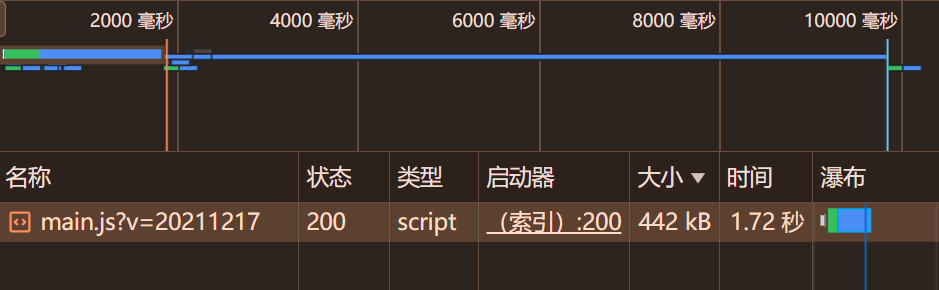 2000 毫秒 4000 毫秒 6000 毫秒 8000 毫秒 10000 毫秒
名称 状态 类型 启动器 大小 时间 瀑布
main.js?v=20211217 200 script （索引）:200 442 kB 1.72 秒